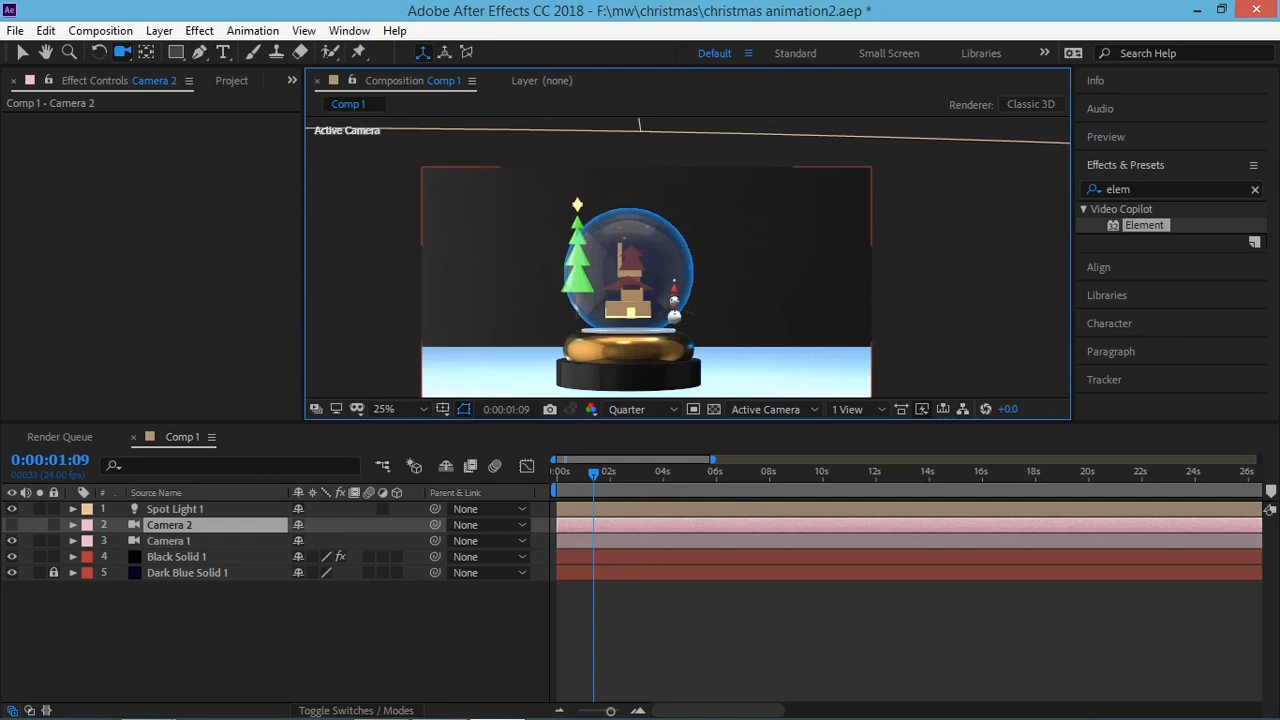 Ae Adobe After Effects CC 2018 - F:\mw\christmas\christmas animation2.aep *
File Edit Composition Layer Effect Animation View Window Help
Default Standard Small Screen Libraries Search Help
Effect Controls Camera 2 Project Composition Comp 1 Layer (none) Info
Comp 1 • Camera 2 Comp 1 Renderer: Classic 3D
Audio
Active Camera
Preview
Effects & Presets
elem
Video Copilot
32 Element
Align
Libraries
Character
Paragraph
Tracker
25% 0:00:01:09 Quarter Active Camera 1 View +0.0
Render Queue Comp 1
0:00:01:09
00033 (24.00 fps)
:00s 02s 04s 06s 08s 10s 12s 14s 16s 18s 20s 22s 24s 26s
# Source Name fx Parent & Link
1 Spot Light 1 None
2 Camera 2 None
3 Camera 1 None
4 Black Solid 1 fx None
5 Dark Blue Solid 1 None
Toggle Switches / Modes